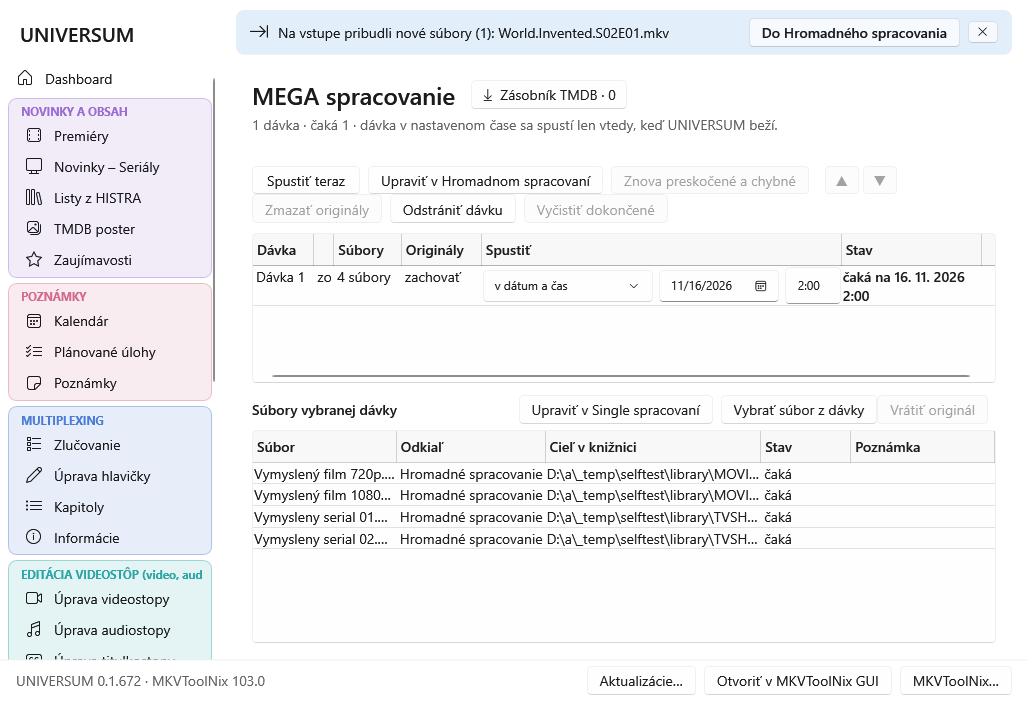 UNIVERSUM
Na vstupe pribudli nové súbory (1): World.Invented.S02E01.mkv
Do Hromadného spracovania
Dashboard
NOVINKY A OBSAH
Premiéry
Novinky – Seriály
Listy z HISTRA
TMDB poster
Zaujímavosti
POZNÁMKY
Kalendár
Plánované úlohy
Poznámky
MULTIPLEXING
Zlučovanie
Úprava hlavičky
Kapitoly
Informácie
EDITÁCIA VIDEOSTÔP (video, aud
Úprava videostopy
Úprava audiostopy
MEGA spracovanie
Zásobník TMDB · 0
1 dávka · čaká 1 · dávka v nastavenom čase sa spustí len vtedy, keď UNIVERSUM beží.
Spustiť teraz Upraviť v Hromadnom spracovaní Znova preskočené a chybné ▲ ▼
Zmazať originály Odstrániť dávku Vyčistiť dokončené
Dávka Súbory Originály Spustiť Stav
Dávka 1 zo 4 súbory zachovať v dátum a čas 11/16/2026 2:00 čaká na 16. 11. 2026
2:00
Súbory vybranej dávky Upraviť v Single spracovaní Vybrať súbor z dávky Vrátiť originál
Súbor Odkiaľ Cieľ v knižnici Stav Poznámka
Vymyslený film 720p.... Hromadné spracovanie D:\a\_temp\selftest\library\MOVI... čaká
Vymyslený film 1080... Hromadné spracovanie D:\a\_temp\selftest\library\MOVI... čaká
Vymysleny serial 01.... Hromadné spracovanie D:\a\_temp\selftest\library\TVSH... čaká
Vymysleny serial 02.... Hromadné spracovanie D:\a\_temp\selftest\library\TVSH... čaká
UNIVERSUM 0.1.672 · MKVToolNix 103.0
Aktualizácie... Otvoriť v MKVToolNix GUI MKVToolNix...